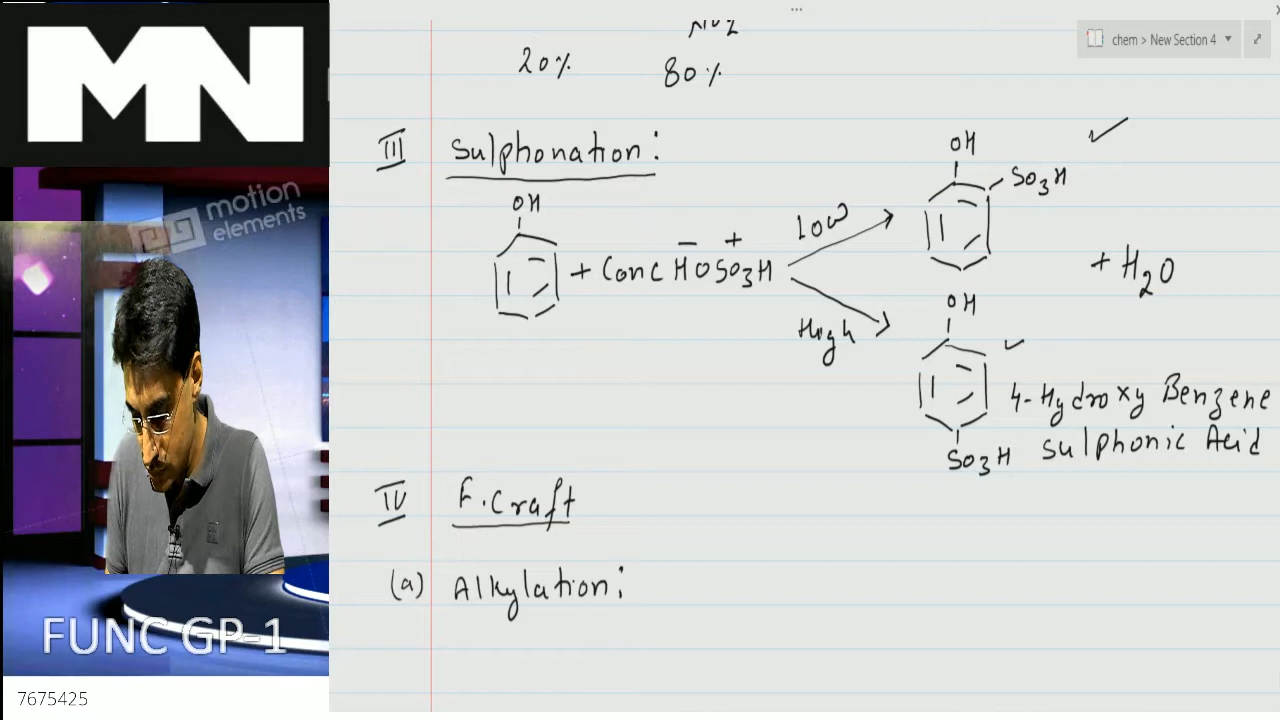 MN
chem > New Section 4
NO2
20% 80%
III Sulphonation:
OH
+ Conc HOSO3H
− +
Low
High
OH
SO3H
+ H2O
OH
SO3H
4-Hydroxy Benzene
Sulphonic Acid
IV F.Craft
(a) Alkylation:
motion
elements
FUNC GP-1
7675425